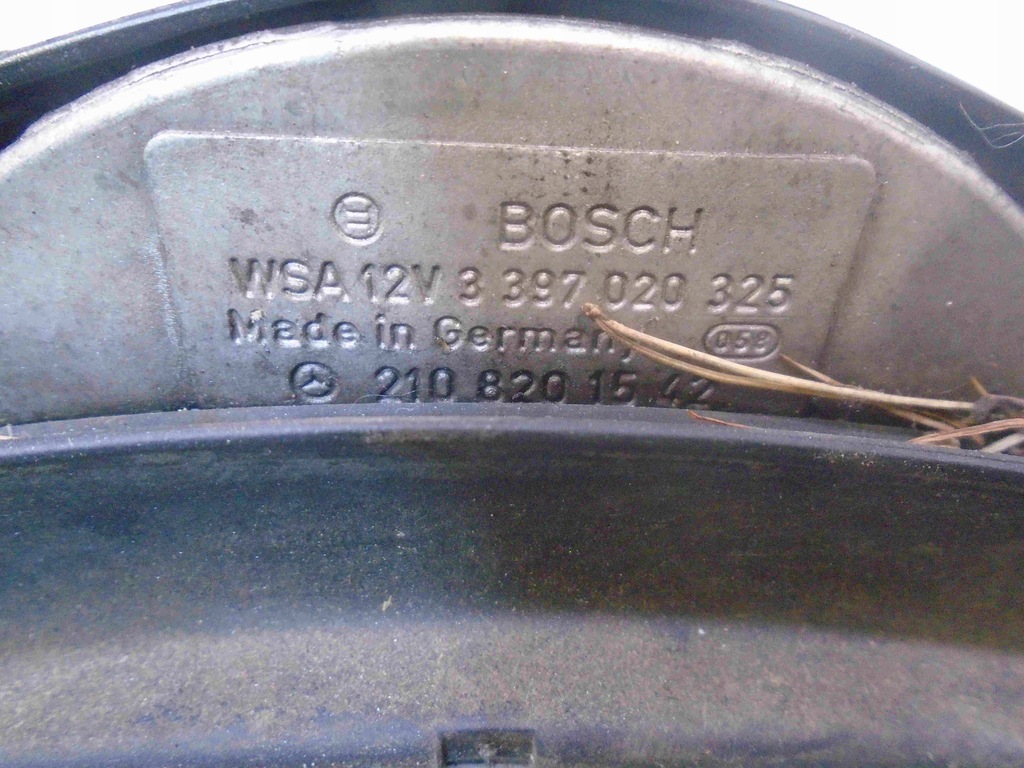 BOSCH
WSA 12V 3 397 020 325
Made in Germany 058
210 820 15 42